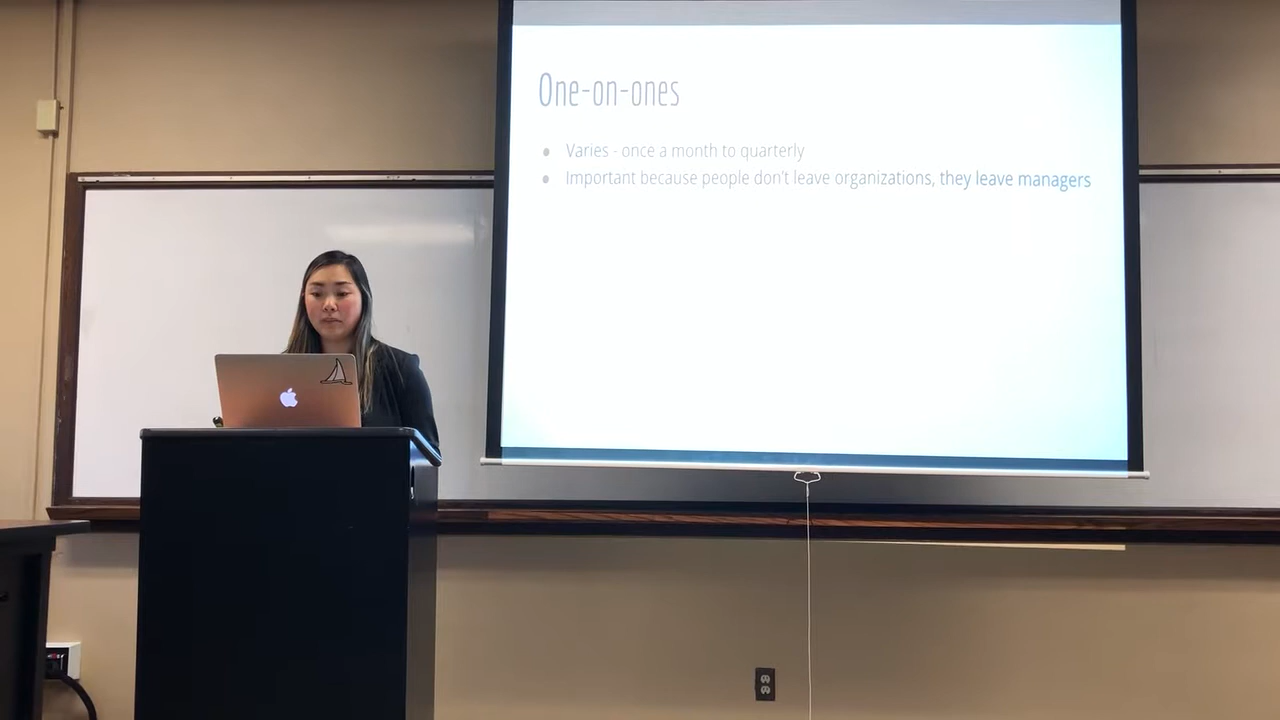 One-on-ones
● Varies - once a month to quarterly
● Important because people don't leave organizations, they leave managers